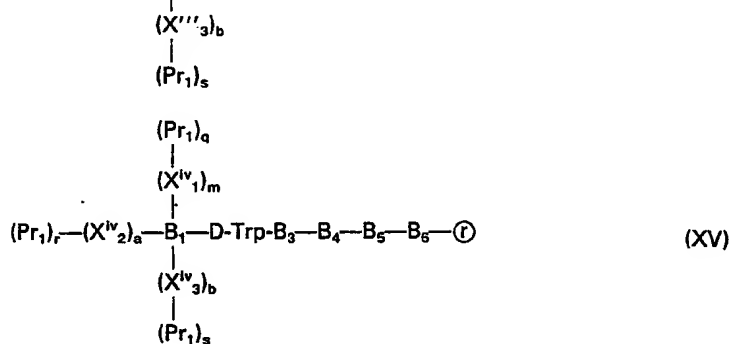 (X′′′₃)b
(Pr₁)s
(Pr₁)q
(Xⁱᵛ₁)m
(Pr₁)r—(Xⁱᵛ₂)a—B₁—D-Trp-B₃—B₄—B₅—B₆—ⓡ (XV)
(Xⁱᵛ₃)b
(Pr₁)s